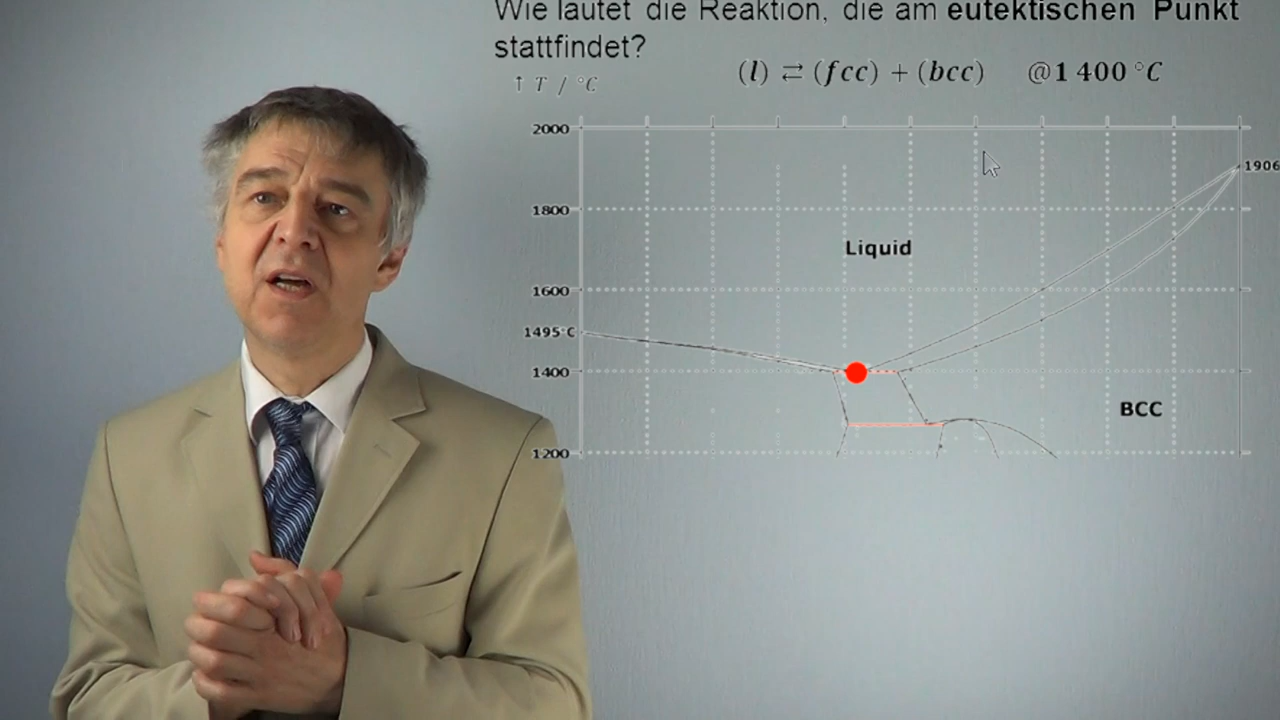 Wie lautet die Reaktion, die am eutektischen Punkt
stattfindet?
(l) ⇄ (fcc) + (bcc) @1 400 °C
↑ T / °C
2000
1906
1800
Liquid
1600
1495°C
1400
BCC
1200